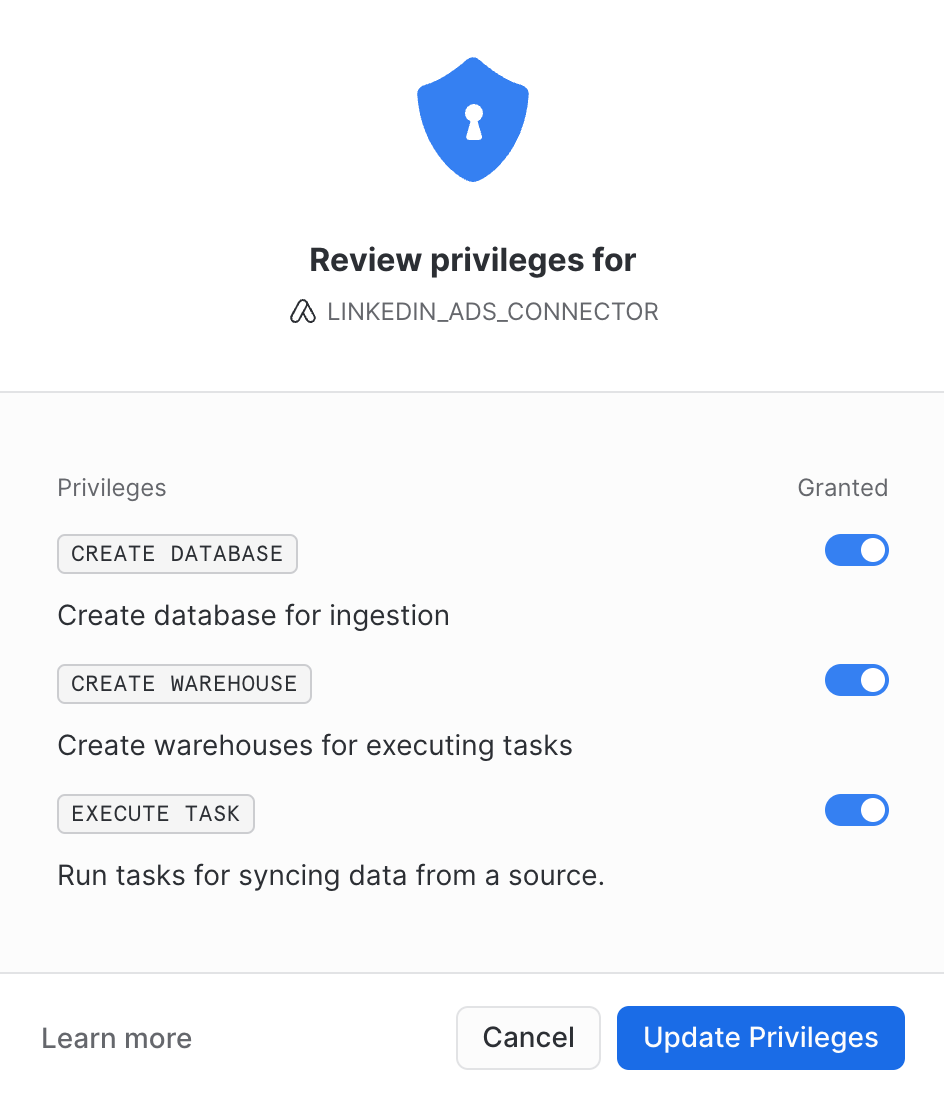 Review privileges for
LINKEDIN_ADS_CONNECTOR
Privileges Granted
CREATE DATABASE
Create database for ingestion
CREATE WAREHOUSE
Create warehouses for executing tasks
EXECUTE TASK
Run tasks for syncing data from a source.
Learn more Cancel Update Privileges